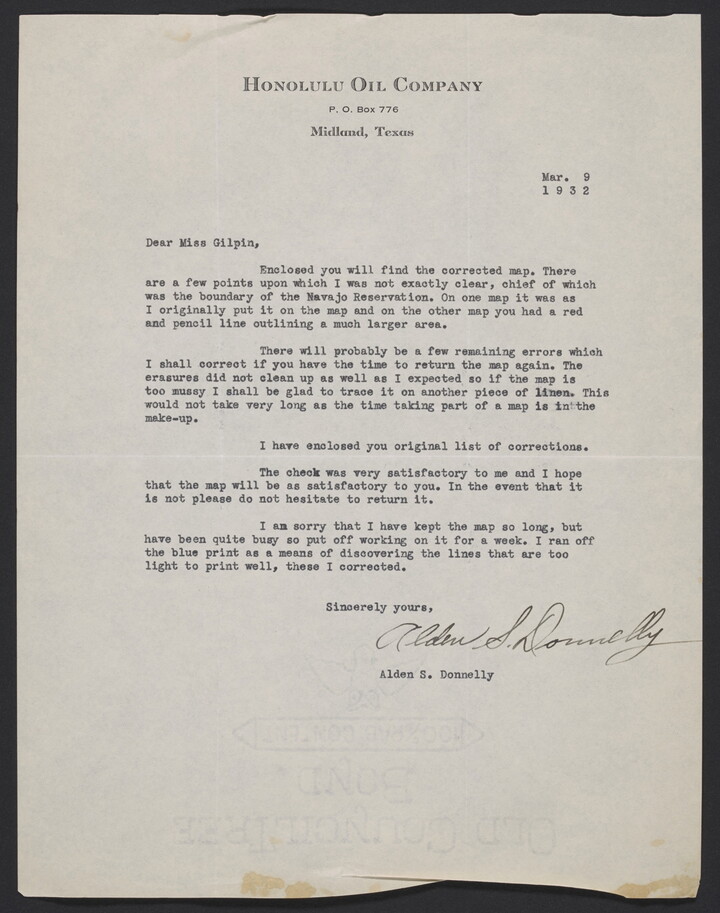 HONOLULU OIL COMPANY
P. O. Box 776
Midland, Texas
Mar. 9
1 9 3 2
Dear Miss Gilpin,
Enclosed you will find the corrected map. There
are a few points upon which I was not exactly clear, chief of which
was the boundary of the Navajo Reservation. On one map it was as
I originally put it on the map and on the other map you had a red
and pencil line outlining a much larger area.
There will probably be a few remaining errors which
I shall correct if you have the time to return the map again. The
erasures did not clean up as well as I expected so if the map is
too mussy I shall be glad to trace it on another piece of linen. This
would not take very long as the time taking part of a map is in the
make-up.
I have enclosed you original list of corrections.
The check was very satisfactory to me and I hope
that the map will be as satisfactory to you. In the event that it
is not please do not hesitate to return it.
I am sorry that I have kept the map so long, but
have been quite busy so put off working on it for a week. I ran off
the blue print as a means of discovering the lines that are too
light to print well, these I corrected.
Sincerely yours,
Alden S. Donnelly
Alden S. Donnelly
100% RAG CONTENT
BOND
OLD COUNCIL TREE